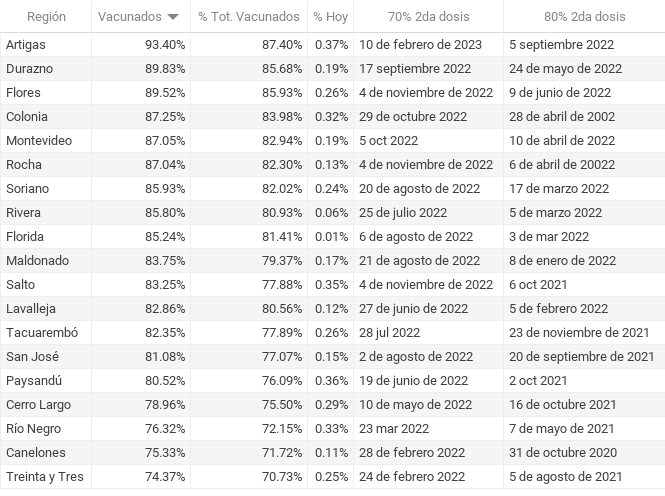 Región Vacunados % Tot. Vacunados % Hoy 70% 2da dosis 80% 2da dosis
Artigas 93.40% 87.40% 0.37% 10 de febrero de 2023 5 septiembre 2022
Durazno 89.83% 85.68% 0.19% 17 septiembre 2022 24 de mayo de 2022
Flores 89.52% 85.93% 0.26% 4 de noviembre de 2022 9 de junio de 2022
Colonia 87.25% 83.98% 0.32% 29 de octubre 2022 28 de abril de 2002
Montevideo 87.05% 82.94% 0.19% 5 oct 2022 10 de abril de 2022
Rocha 87.04% 82.30% 0.13% 4 de noviembre de 2022 6 de abril de 20022
Soriano 85.93% 82.02% 0.24% 20 de agosto de 2022 17 de marzo 2022
Rivera 85.80% 80.93% 0.06% 25 de julio 2022 5 de marzo 2022
Florida 85.24% 81.41% 0.01% 6 de agosto de 2022 3 de mar 2022
Maldonado 83.75% 79.37% 0.17% 21 de agosto de 2022 8 de enero de 2022
Salto 83.25% 77.88% 0.35% 4 de noviembre de 2022 6 oct 2021
Lavalleja 82.86% 80.56% 0.12% 27 de junio de 2022 5 de febrero 2022
Tacuarembó 82.35% 77.89% 0.26% 28 jul 2022 23 de noviembre de 2021
San José 81.08% 77.07% 0.15% 2 de agosto de 2022 20 de septiembre de 2021
Paysandú 80.52% 76.09% 0.36% 19 de junio de 2022 2 oct 2021
Cerro Largo 78.96% 75.50% 0.29% 10 de mayo de 2022 16 de octubre 2021
Río Negro 76.32% 72.15% 0.33% 23 mar 2022 7 de mayo de 2021
Canelones 75.33% 71.72% 0.11% 28 de febrero de 2022 31 de octubre 2020
Treinta y Tres 74.37% 70.73% 0.25% 24 de febrero de 2022 5 de agosto de 2021